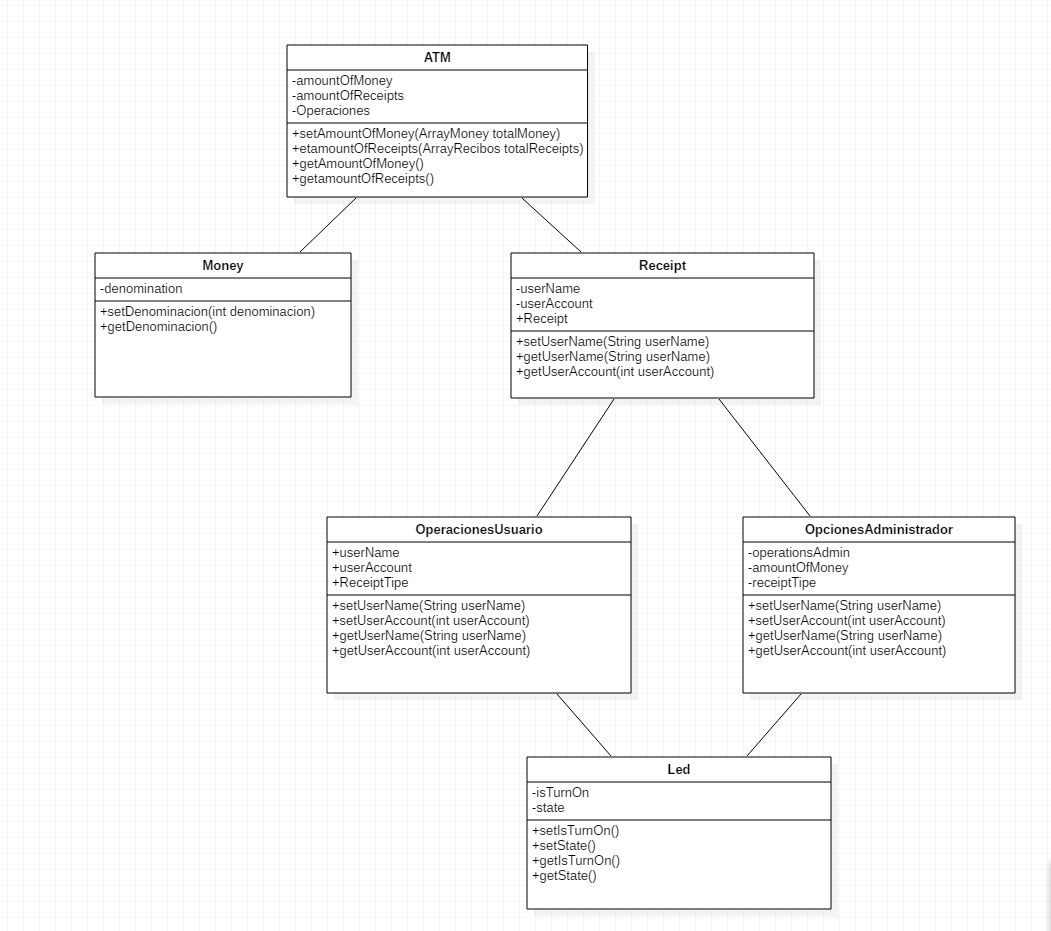 ATM
-amountOfMoney
-amountOfReceipts
-Operaciones
+setAmountOfMoney(ArrayMoney totalMoney)
+etamountOfReceipts(ArrayRecibos totalReceipts)
+getAmountOfMoney()
+getamountOfReceipts()
Money
-denomination
+setDenominacion(int denominacion)
+getDenominacion()
Receipt
-userName
-userAccount
+Receipt
+setUserName(String userName)
+getUserName(String userName)
+getUserAccount(int userAccount)
OperacionesUsuario
+userName
+userAccount
+ReceiptTipe
+setUserName(String userName)
+setUserAccount(int userAccount)
+getUserName(String userName)
+getUserAccount(int userAccount)
OpcionesAdministrador
-operationsAdmin
-amountOfMoney
-receiptTipe
+setUserName(String userName)
+setUserAccount(int userAccount)
+getUserName(String userName)
+getUserAccount(int userAccount)
Led
-isTurnOn
-state
+setIsTurnOn()
+setState()
+getIsTurnOn()
+getState()